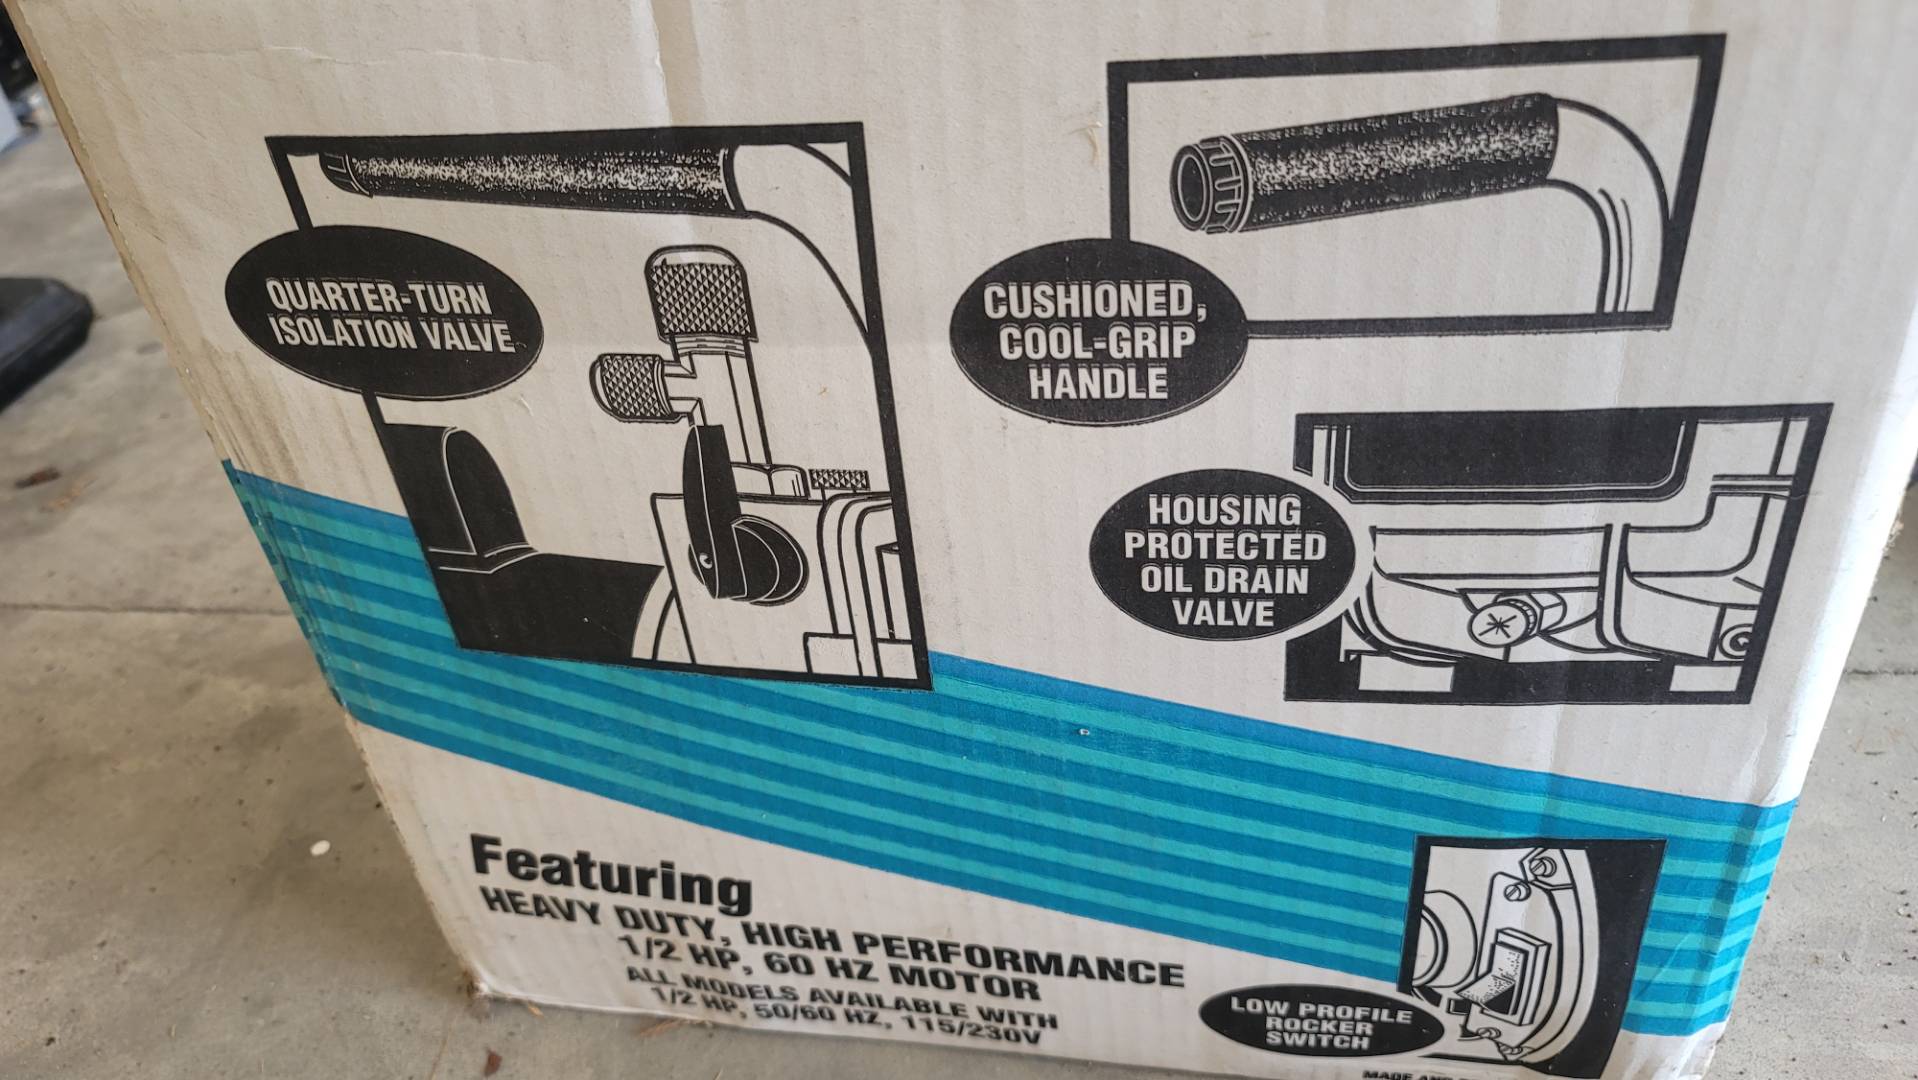 QUARTER-TURN
ISOLATION VALVE
CUSHIONED,
COOL-GRIP
HANDLE
HOUSING
PROTECTED
OIL DRAIN
VALVE
Featuring
HEAVY DUTY, HIGH PERFORMANCE
1/2 HP, 60 HZ MOTOR
ALL MODELS AVAILABLE WITH
1/2 HP, 50/60 HZ, 115/230V
LOW PROFILE
ROCKER
SWITCH
MADE AND